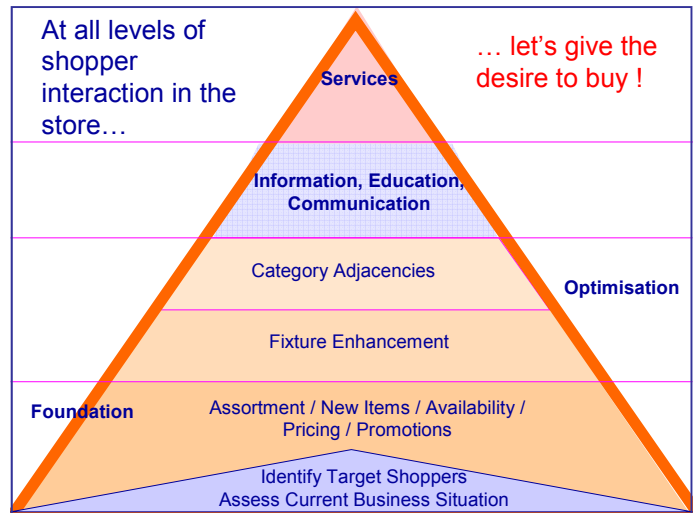 At all levels of
shopper
interaction in the
store…
… let's give the
desire to buy !
Services
Information, Education,
Communication
Category Adjacencies
Optimisation
Fixture Enhancement
Foundation
Assortment / New Items / Availability /
Pricing / Promotions
Identify Target Shoppers
Assess Current Business Situation